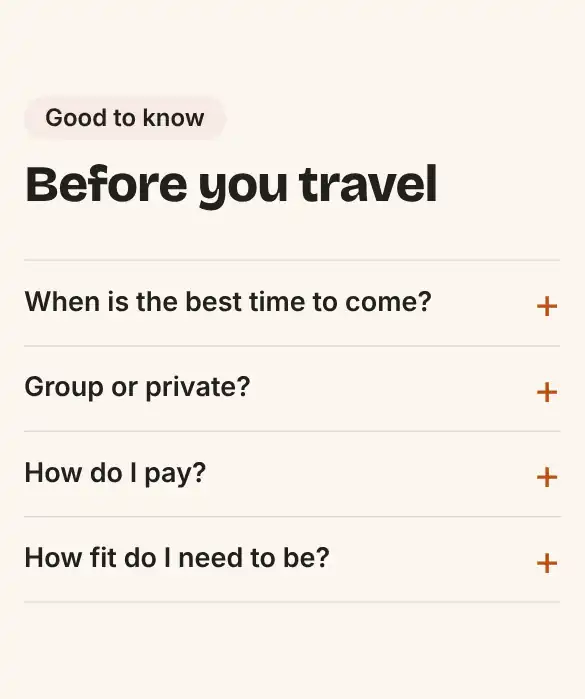 Good to know
Before you travel
When is the best time to come?
+
Group or private?
+
How do I pay?
+
How fit do I need to be?
+